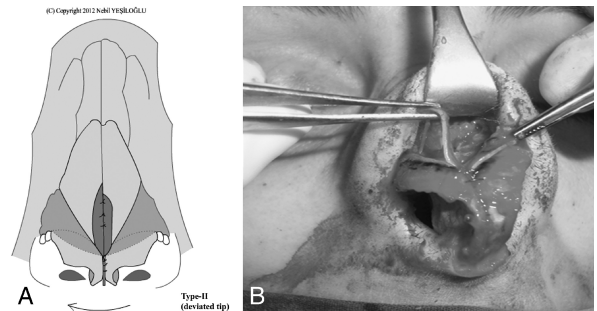 (C) Copyright 2012 Nebil YEŞİLOĞLU
A
Type-II
(deviated tip)
B